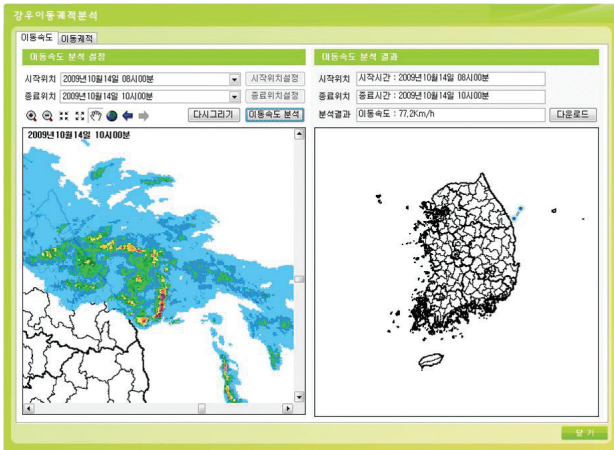 강우이동궤적분석
이동속도 이동궤적
이동속도 분석 설정
시작위치 2009년10월14일 08시00분 시작위치설정
종료위치 2009년10월14일 10시00분 종료위치설정
다시그리기 이동속도 분석
2009년10월14일 10시00분
이동속도 분석 결과
시작위치 시작시간 : 2009년10월14일 08시00분
종료위치 종료시간 : 2009년10월14일 10시00분
분석결과 이동속도 : 77.2Km/h 다운로드
닫 기